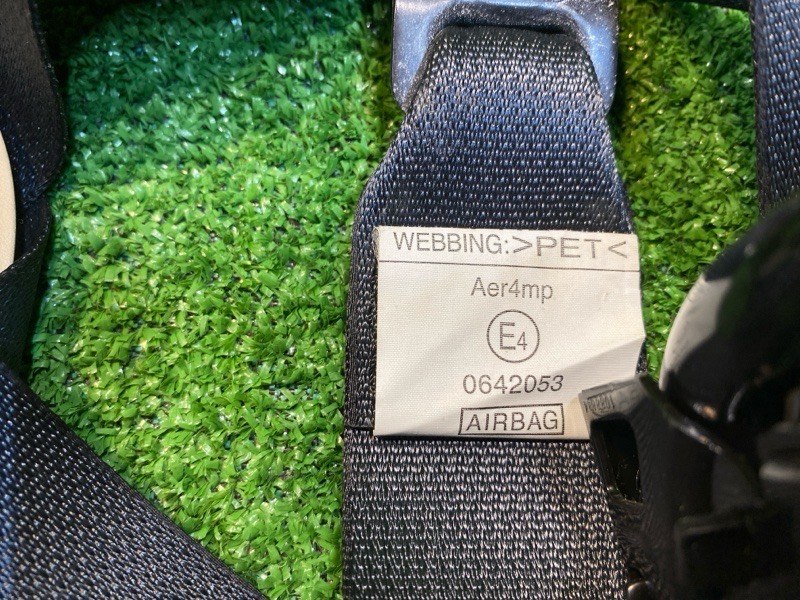 WEBBING:>PET<
Aer4mp
E4
0642053
AIRBAG